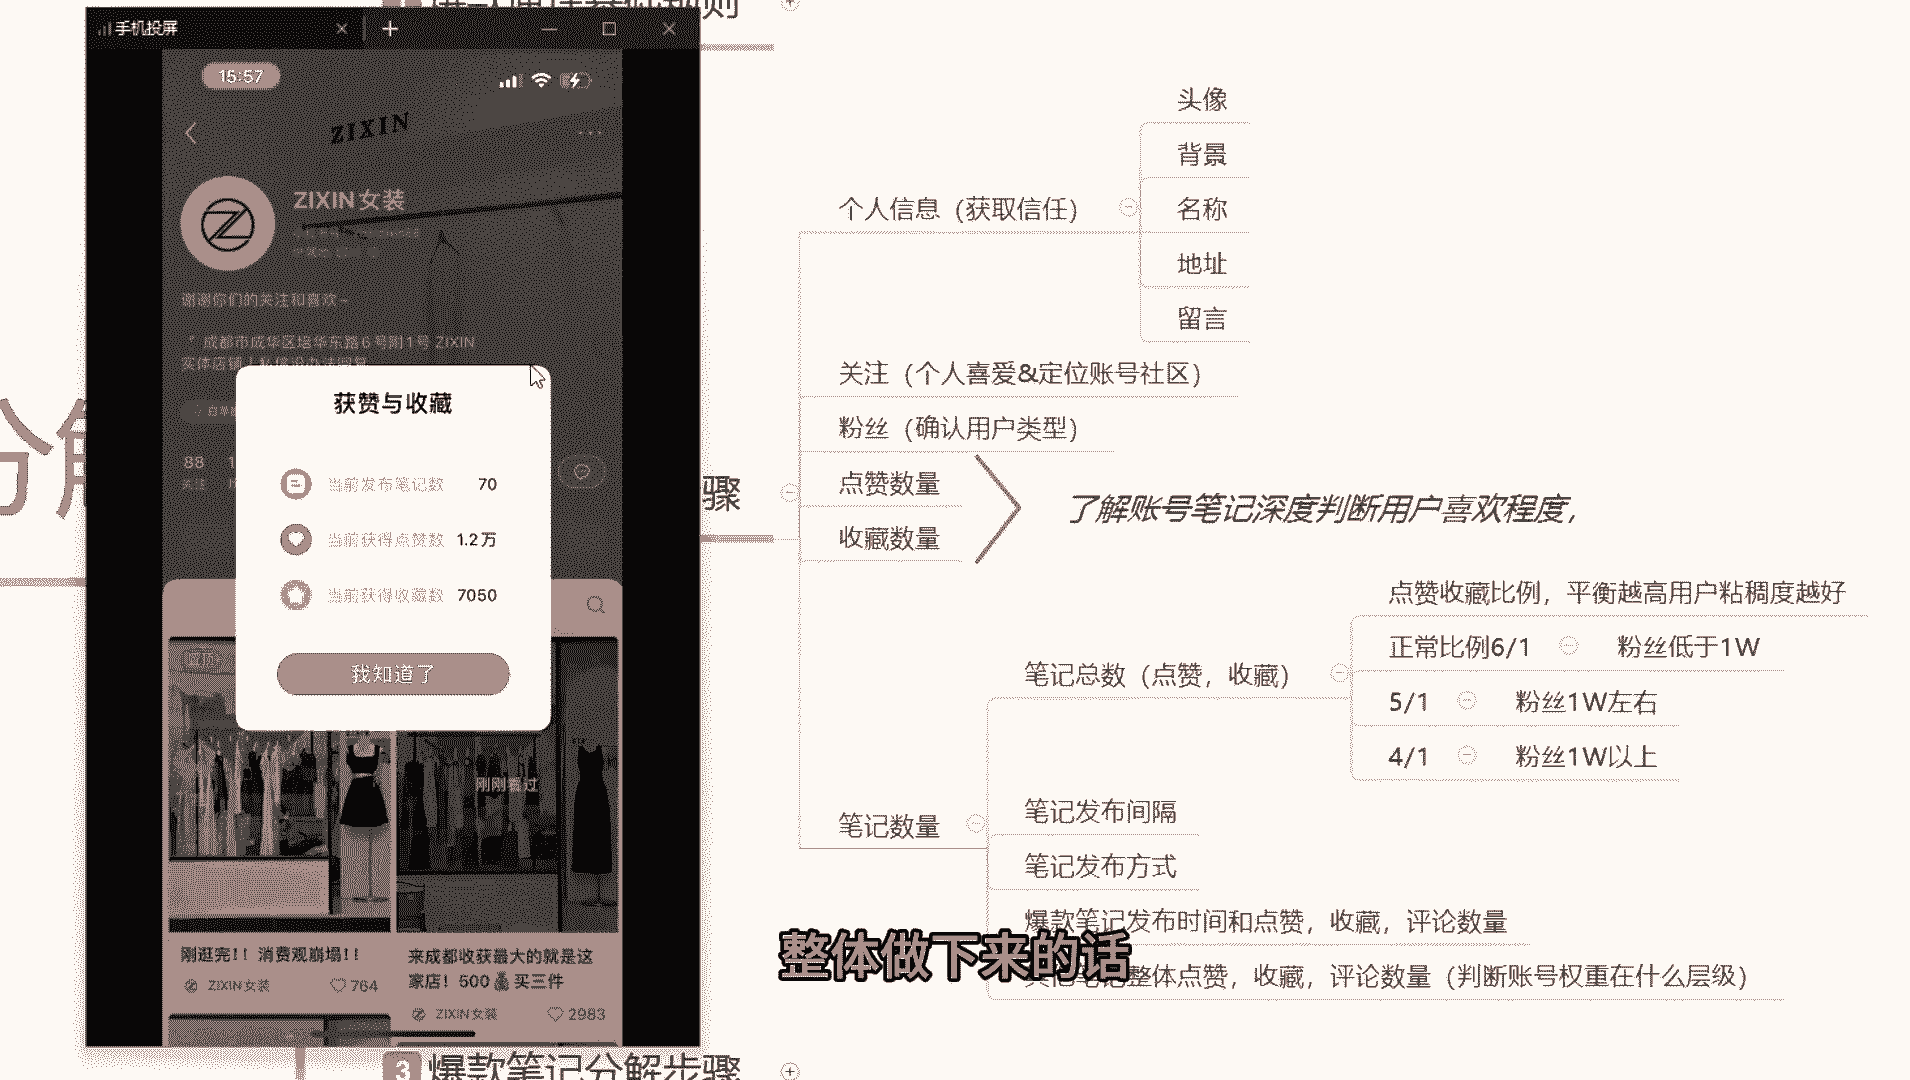 手机投屏
15:57
ZIXIN
ZIXIN女装
谢谢你们的关注和喜欢~
成都市成华区培华东路6号附1号 ZIXIN
实体店铺 | 私信设办法回复
88
关注
获赞与收藏
当前发布笔记数 70
当前获得点赞数 1.2万
当前获得收藏数 7050
我知道了
刚刚看过
刚逛完!! 消费观崩塌!!
ZIXIN女装 764
来成都收获最大的就是这
家店！500💰买三件
ZIXIN女装 2983
分解
骤
3 爆款笔记分解步骤
个人信息（获取信任）
头像
背景
名称
地址
留言
关注（个人喜爱&定位账号社区）
粉丝（确认用户类型）
点赞数量
收藏数量
了解账号笔记深度判断用户喜欢程度，
笔记数量
笔记总数（点赞，收藏）
点赞收藏比例，平衡越高用户粘稠度越好
正常比例6/1 粉丝低于1W
5/1 粉丝1W左右
4/1 粉丝1W以上
笔记发布间隔
笔记发布方式
爆款笔记发布时间和点赞，收藏，评论数量
整体点赞，收藏，评论数量（判断账号权重在什么层级）
整体做下来的话